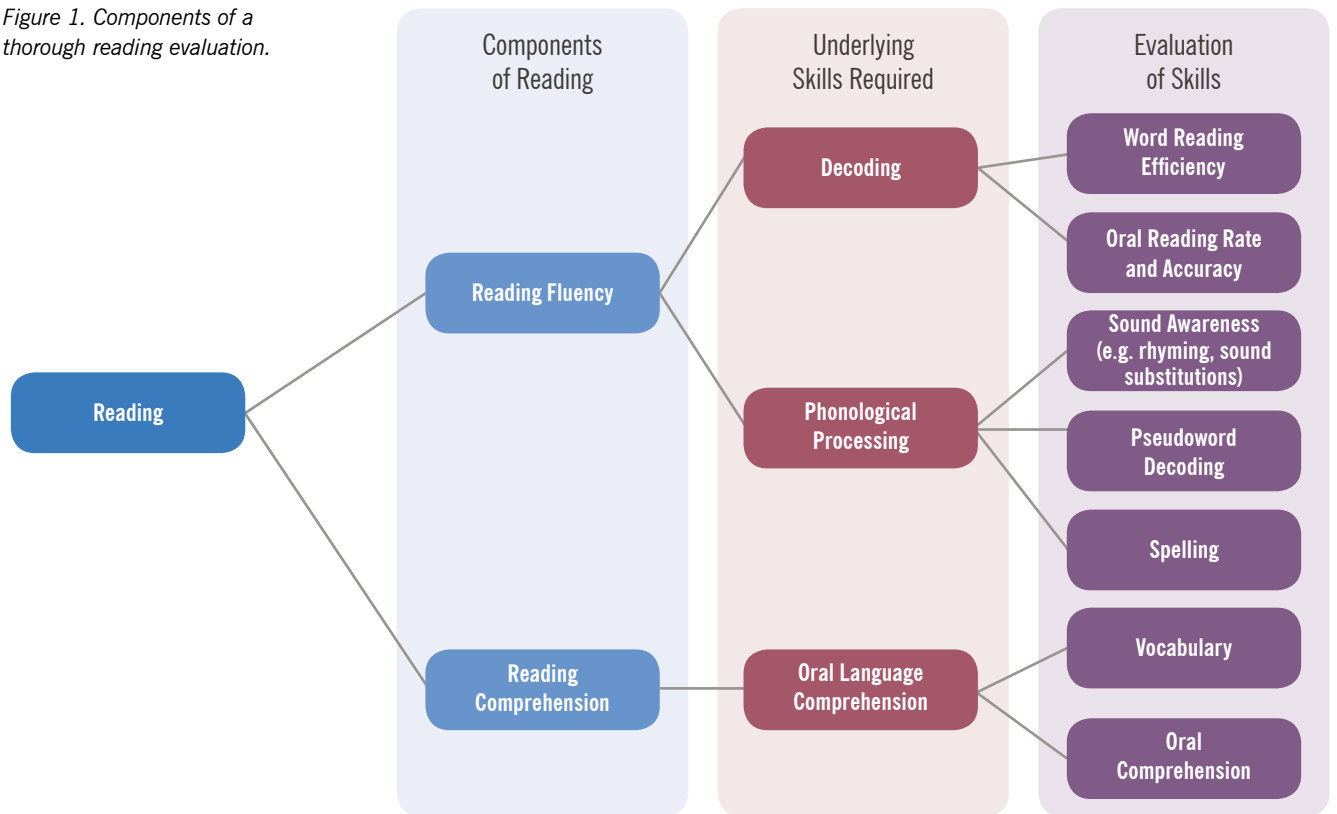 Figure 1. Components of a
thorough reading evaluation.
Components
of Reading
Underlying
Skills Required
Evaluation
of Skills
Reading
Reading Fluency
Reading
Comprehension
Decoding
Phonological
Processing
Oral Language
Comprehension
Word Reading
Efficiency
Oral Reading Rate
and Accuracy
Sound Awareness
(e.g. rhyming, sound
substitutions)
Pseudoword
Decoding
Spelling
Vocabulary
Oral
Comprehension